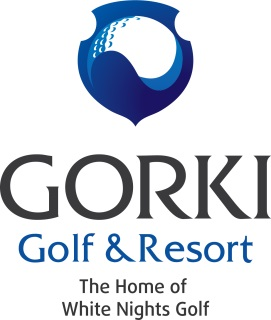 GORKI
Golf & Resort
The Home of
White Nights Golf